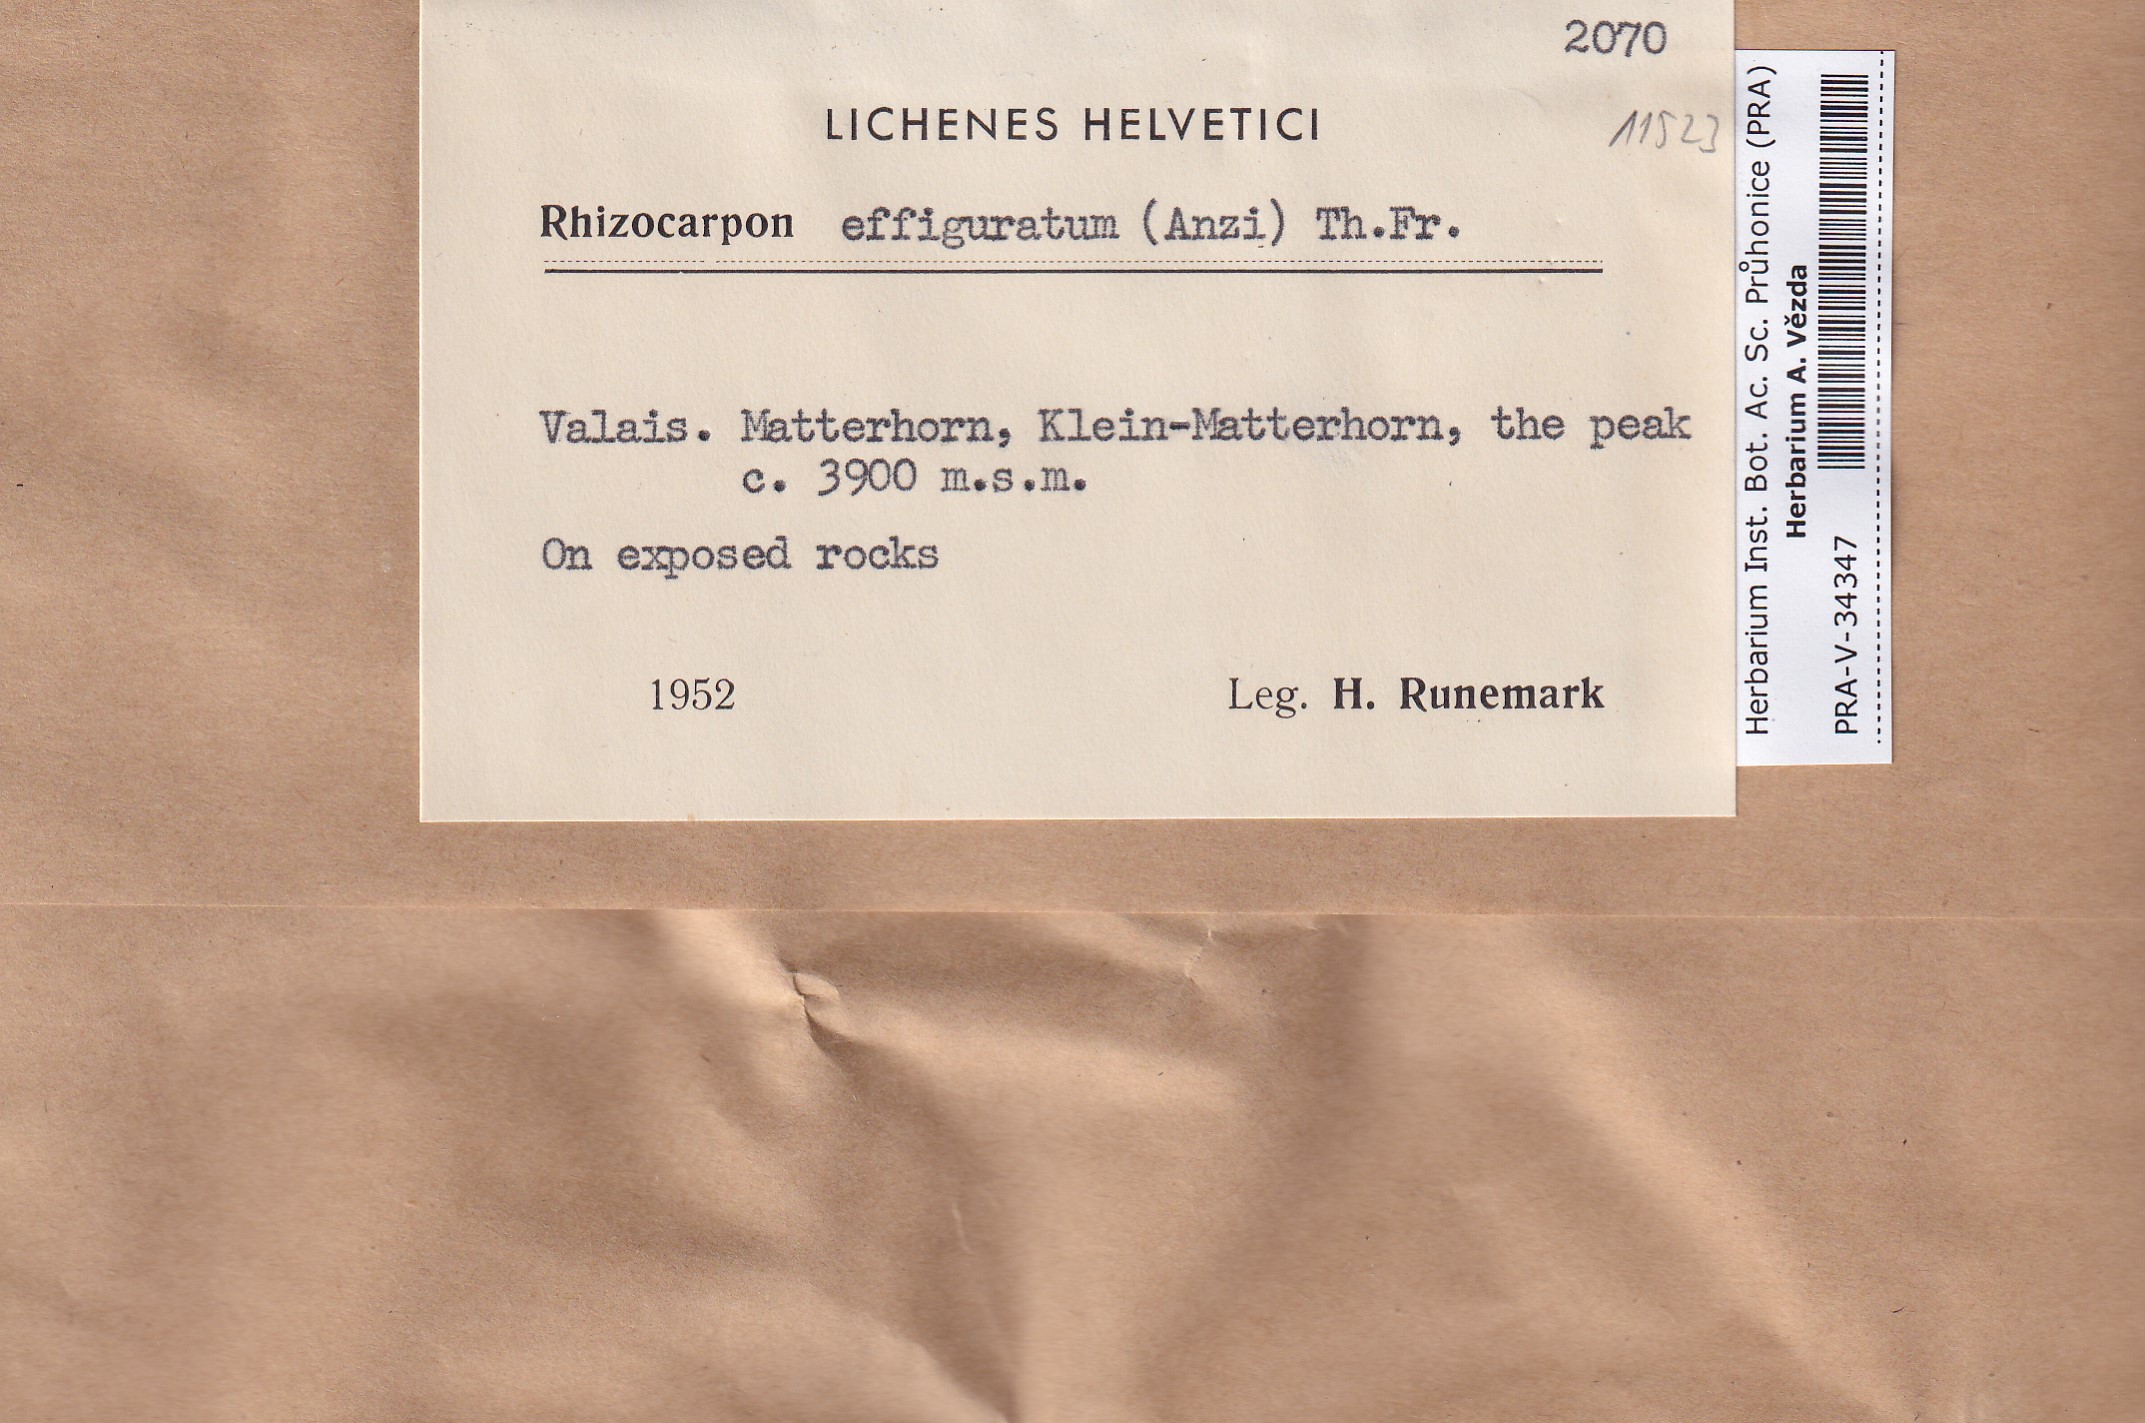 2070
LICHENES HELVETICI
11523
Rhizocarpon effiguratum (Anzi) Th.Fr.
Valais. Matterhorn, Klein-Matterhorn, the peak
c. 3900 m.s.m.
On exposed rocks
1952 Leg. H. Runemark
Herbarium Inst. Bot. Ac. Sc. Průhonice (PRA)
Herbarium A. Vězda
PRA-V-34347